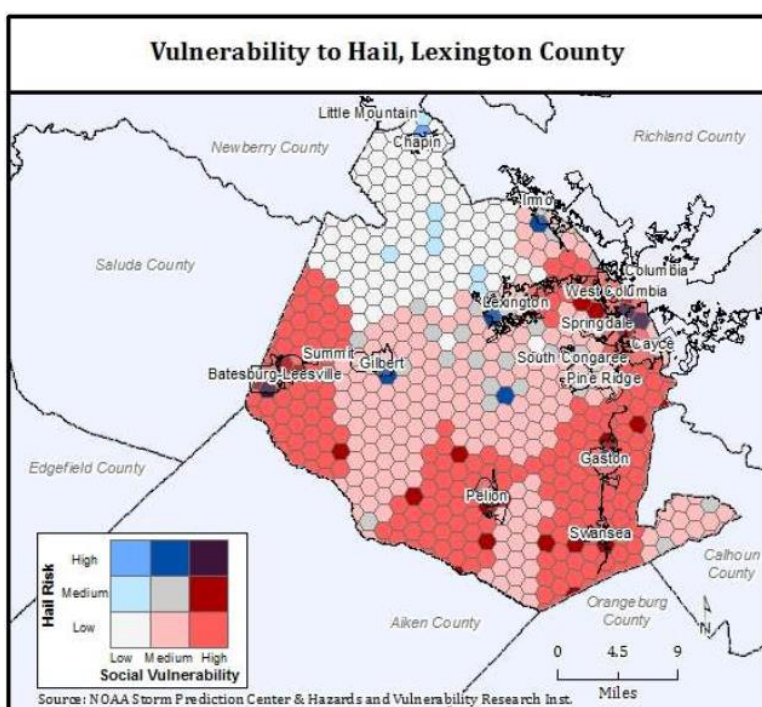 Vulnerability to Hail, Lexington County
Little Mountain
Chapin
Newberry County
Richland County
Irmo
Saluda County
Columbia
West Columbia
Lexington
Springdale
Cayce
Summit
Gilbert
South Congaree
Batesburg-Leesville
Pine Ridge
Edgefield County
Gaston
Pelion
Swansea
Calhoun
County
Orangeburg
County
Aiken County
Hail Risk
High
Medium
Low
Low Medium High
Social Vulnerability
N
0 4.5 9
Miles
Source: NOAA Storm Prediction Center & Hazards and Vulnerability Research Inst.